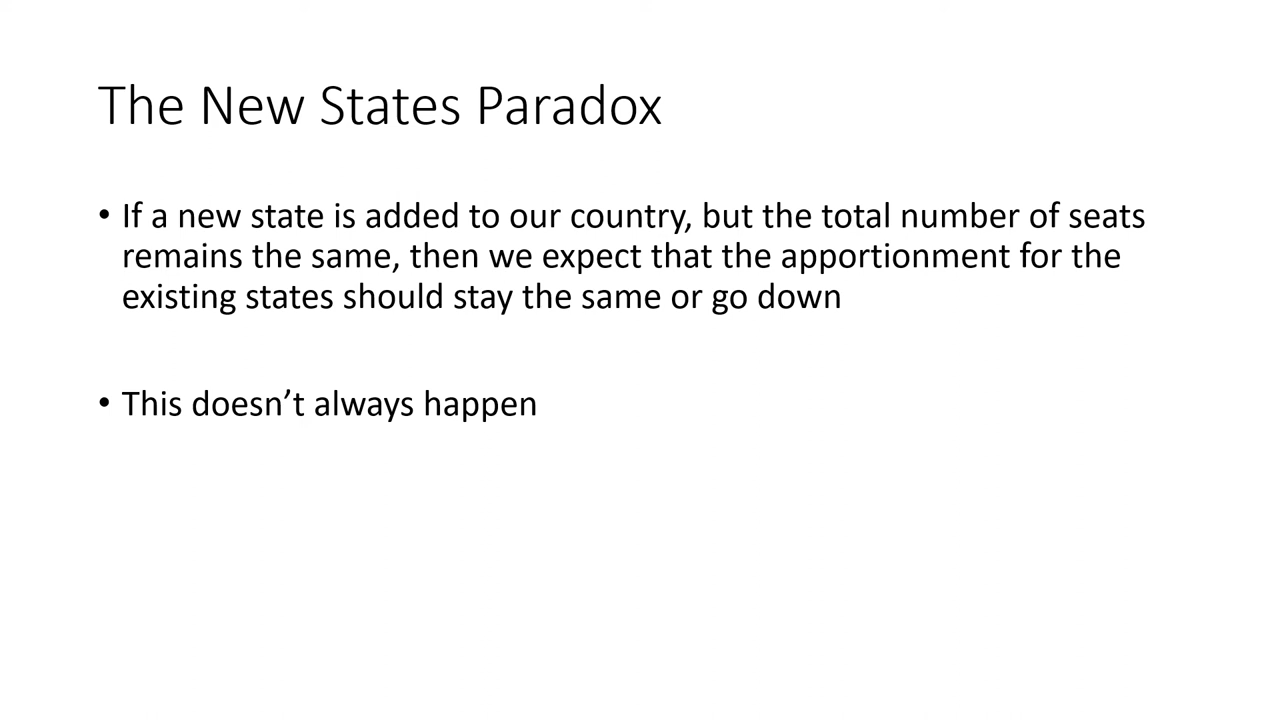 The New States Paradox
• If a new state is added to our country, but the total number of seats
remains the same, then we expect that the apportionment for the
existing states should stay the same or go down
• This doesn’t always happen